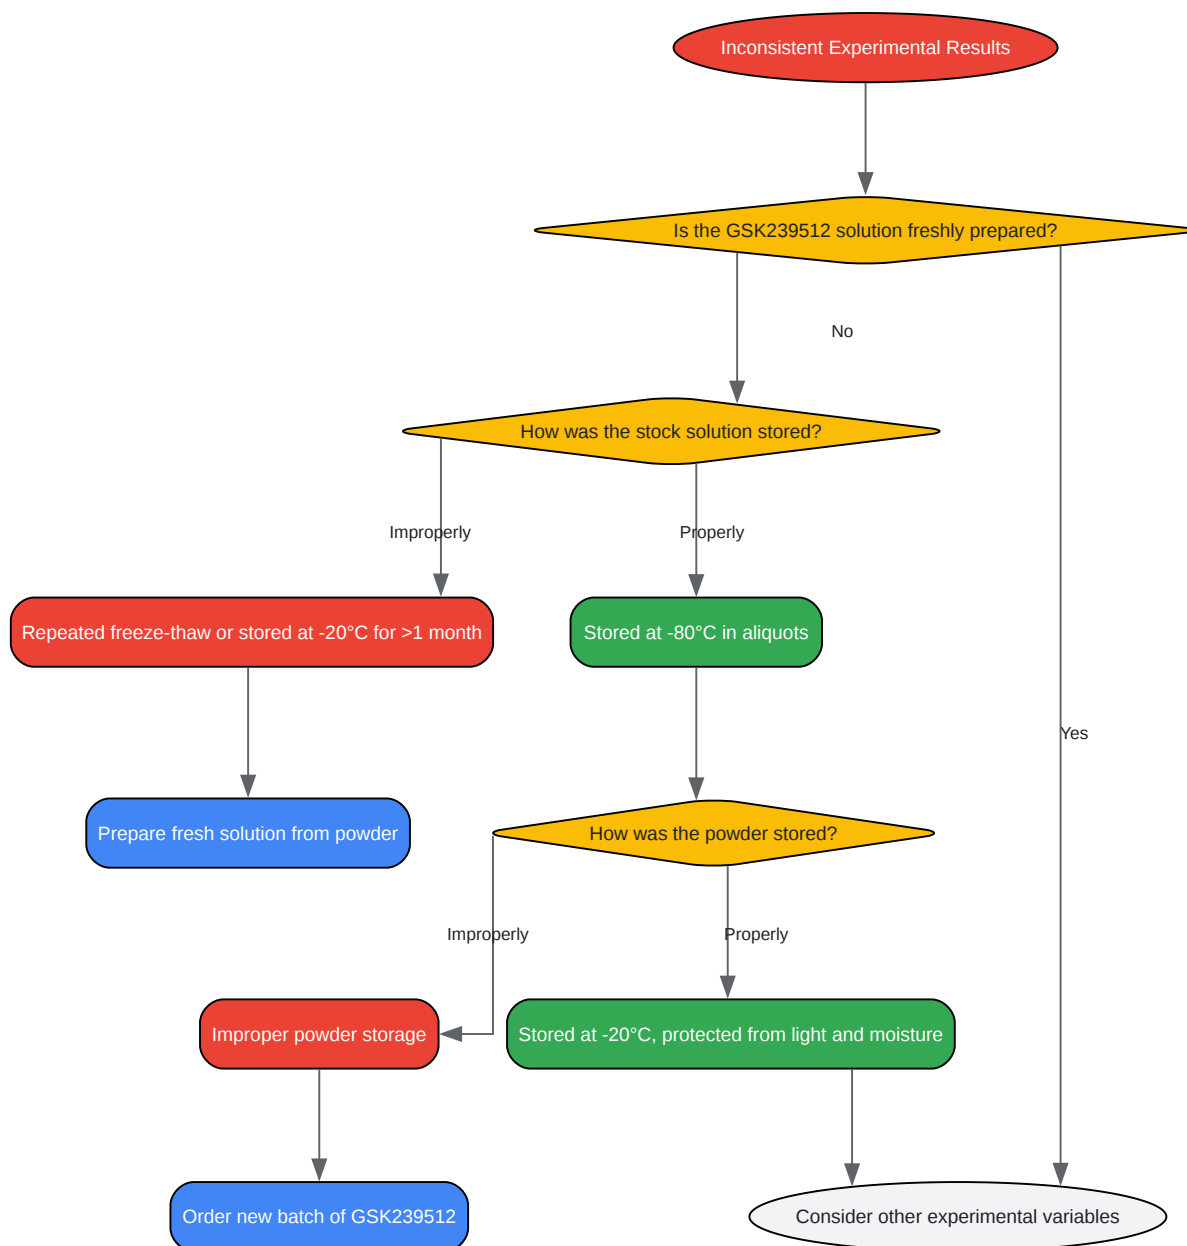 Inconsistent Experimental Results
Is the GSK239512 solution freshly prepared?
No
How was the stock solution stored?
Improperly
Properly
Repeated freeze-thaw or stored at -20°C for >1 month
Stored at -80°C in aliquots
Yes
Prepare fresh solution from powder
How was the powder stored?
Improperly
Properly
Improper powder storage
Stored at -20°C, protected from light and moisture
Order new batch of GSK239512
Consider other experimental variables